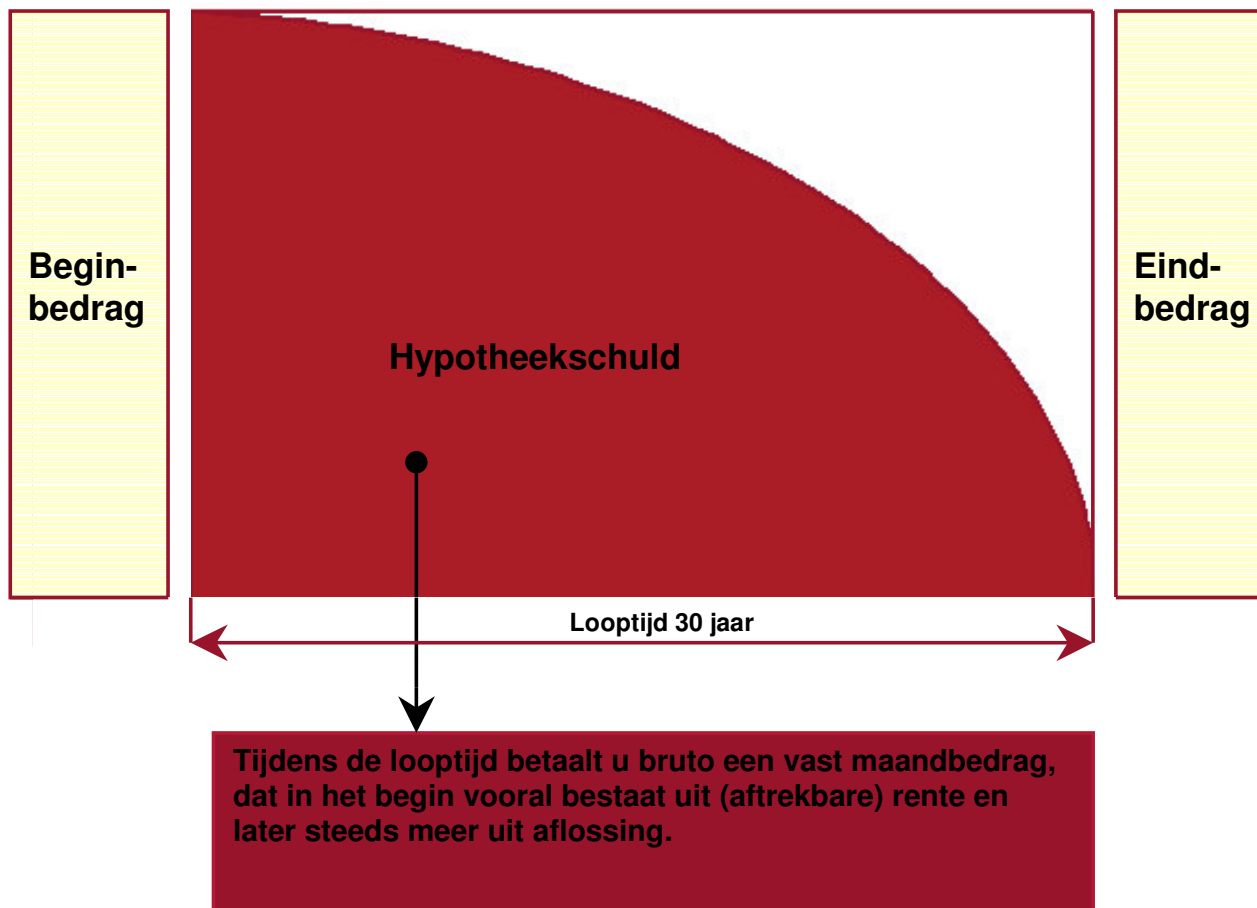 Begin-
bedrag
Eind-
bedrag
Hypotheekschuld
Looptijd 30 jaar
Tijdens de looptijd betaalt u bruto een vast maandbedrag,
dat in het begin vooral bestaat uit (aftrekbare) rente en
later steeds meer uit aflossing.